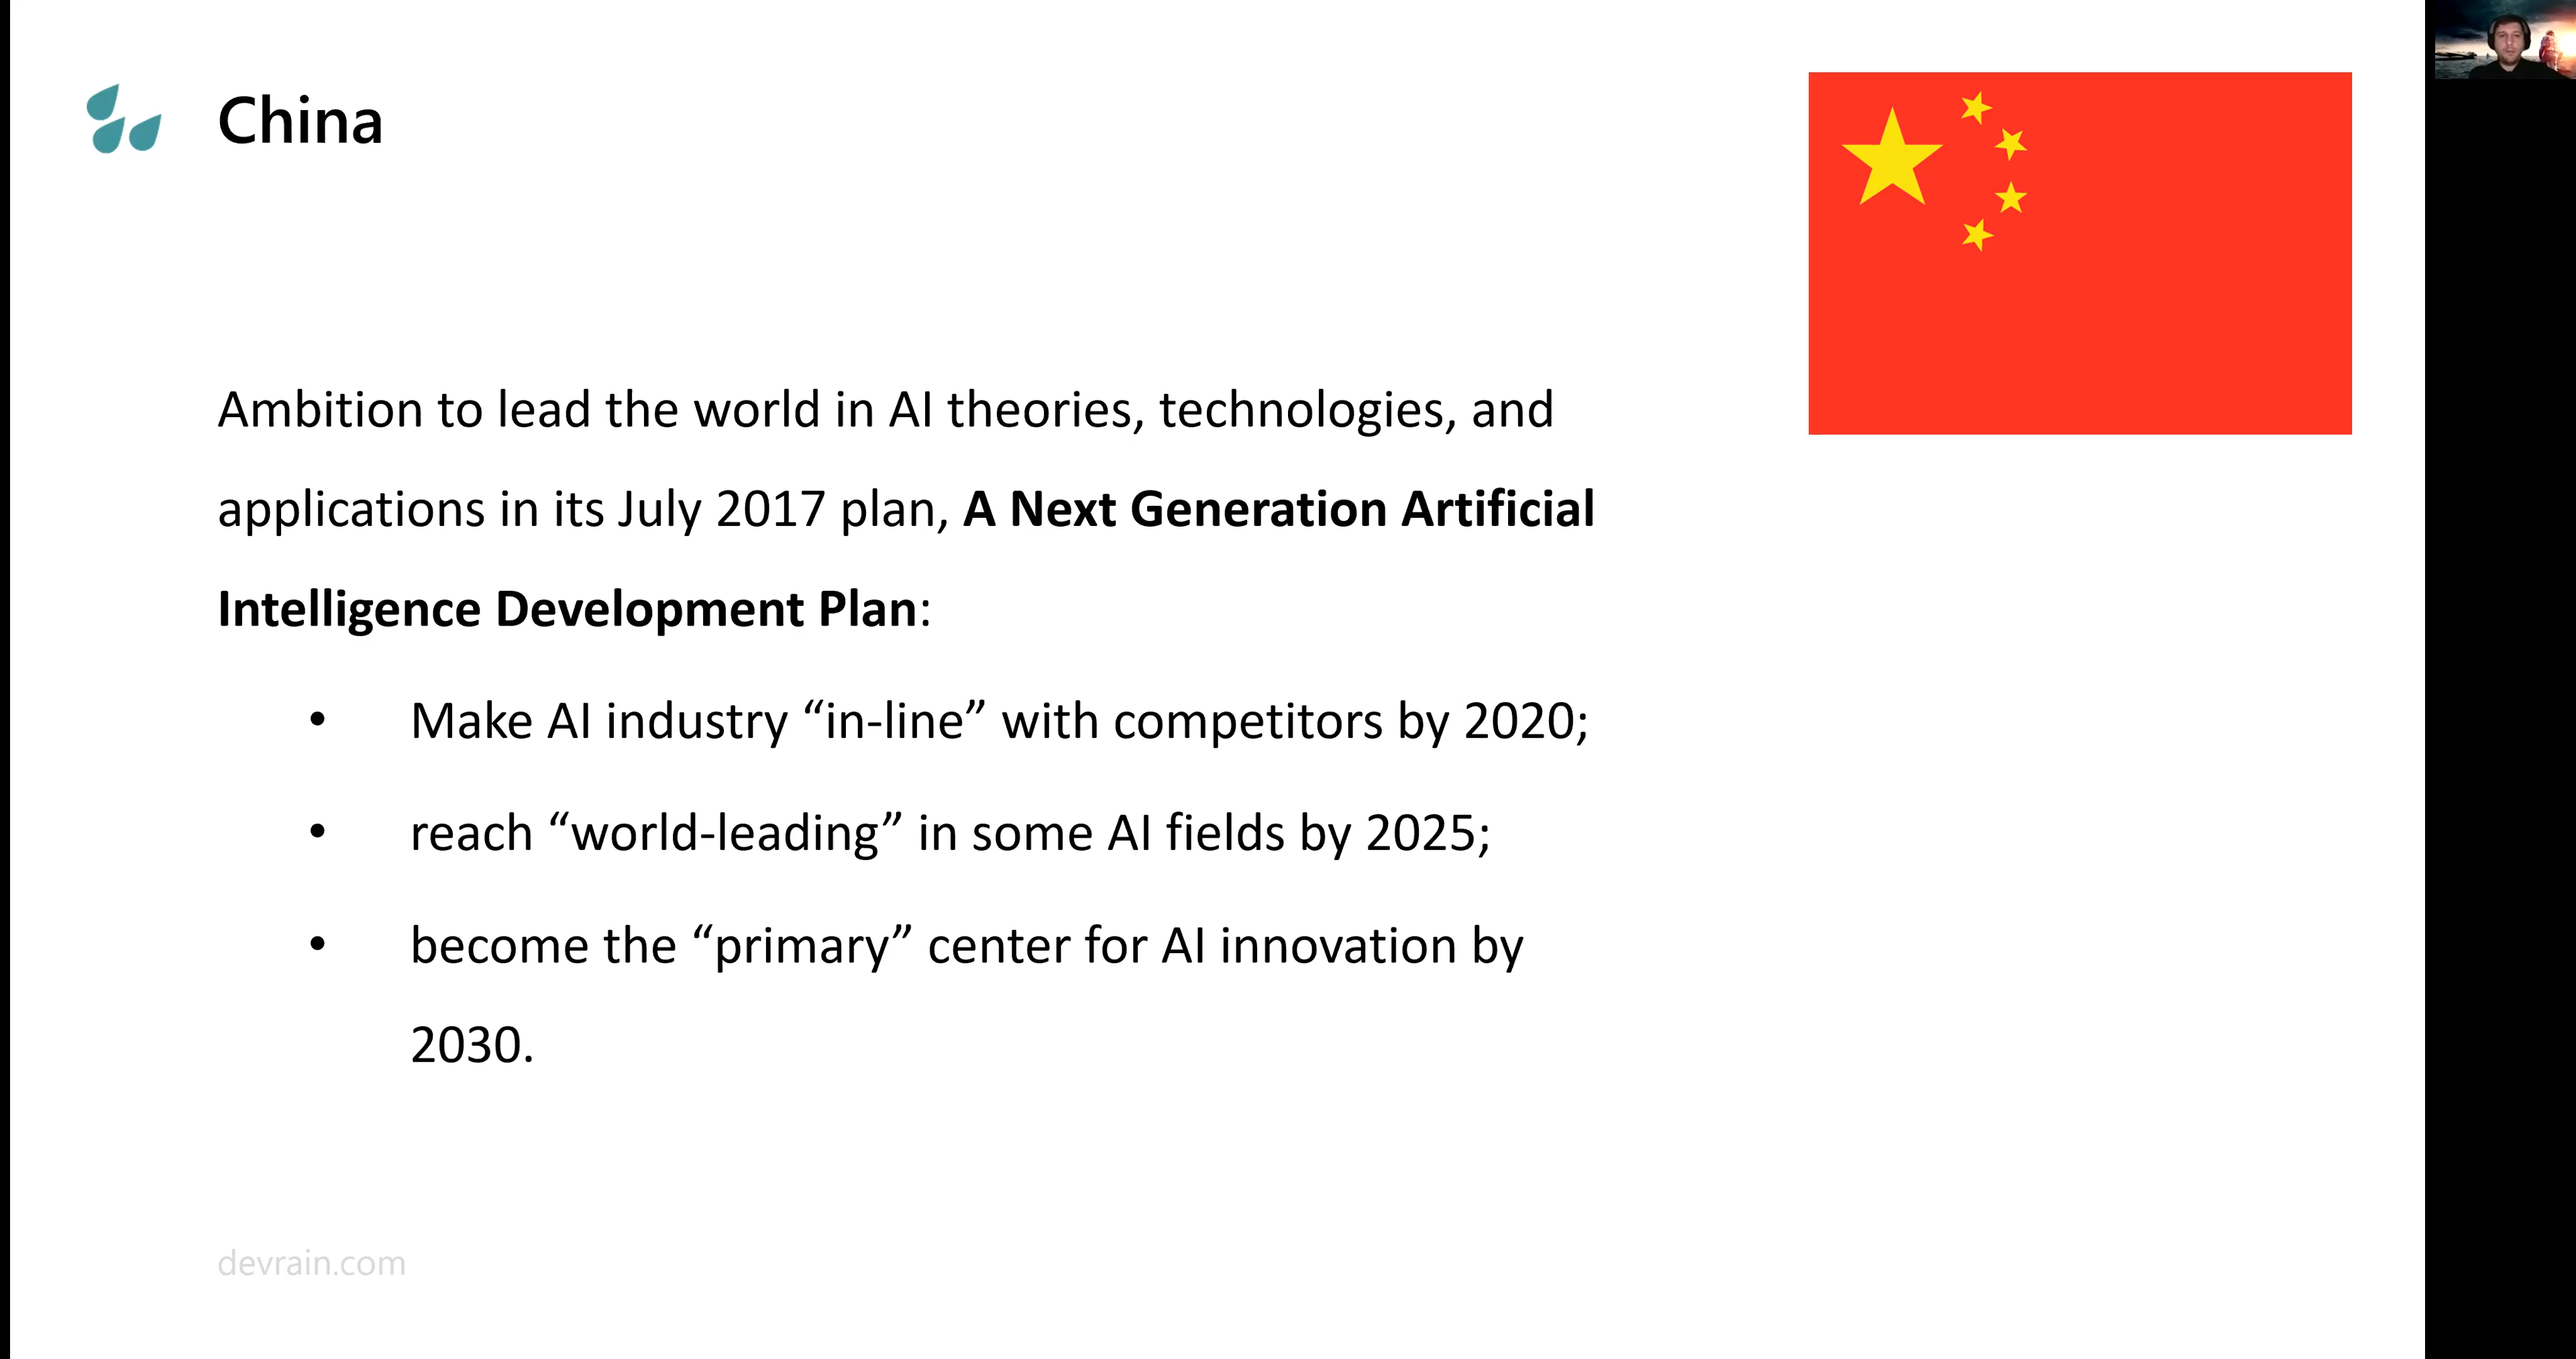 China
Ambition to lead the world in AI theories, technologies, and
applications in its July 2017 plan, A Next Generation Artificial
Intelligence Development Plan:
• Make AI industry “in-line” with competitors by 2020;
• reach “world-leading” in some AI fields by 2025;
• become the “primary” center for AI innovation by
2030.
devrain.com